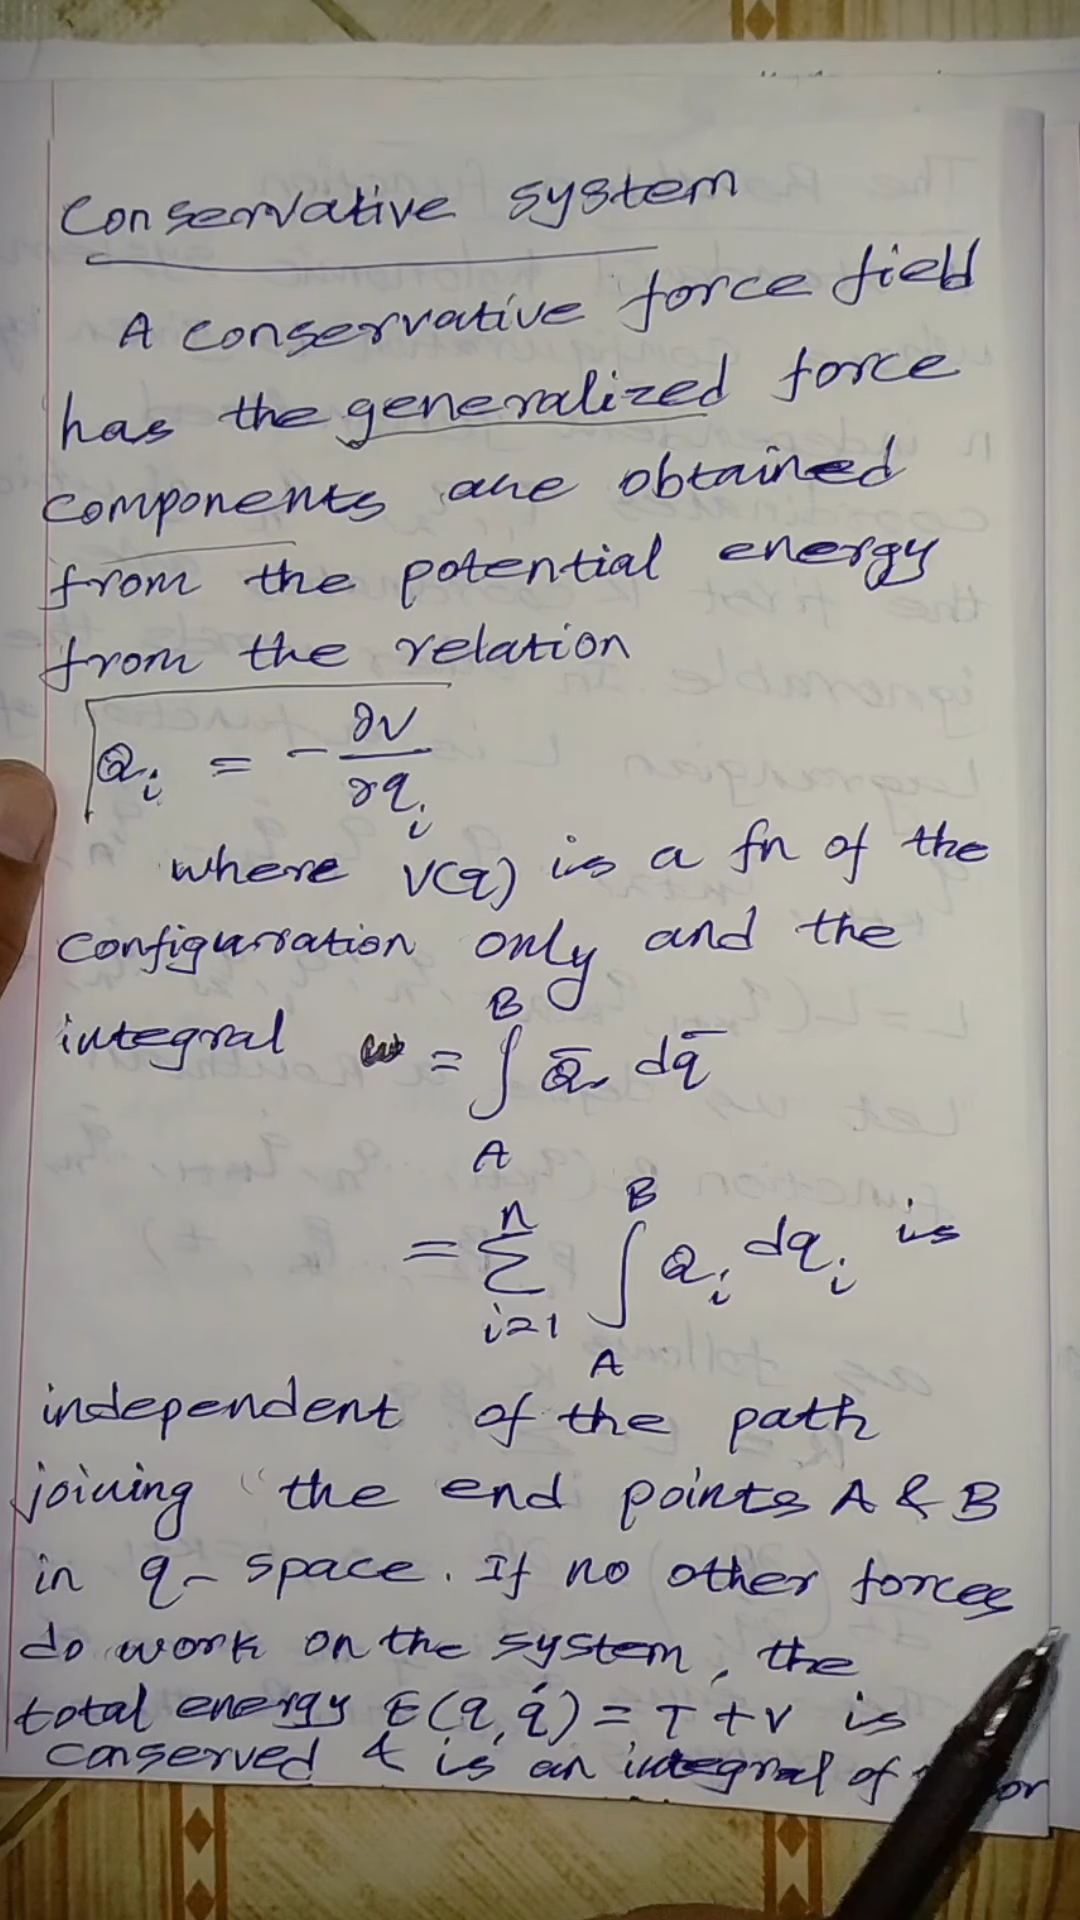 Conservative system
A conservative force field
has the generalized force
components are obtained
from the potential energy
from the relation
Qi = - ∂V/∂qi
where V(q) is a fn of the
configuration only and the
integral = ∫_A^B Q̄ dq̄
= Σ_{i=1}^n ∫_A^B Qi dqi is
independent of the path
joining the end points A & B
in q- space. If no other forces
do work on the system, the
total energy E(q, q̇) = T + V is
conserved & is an integral of